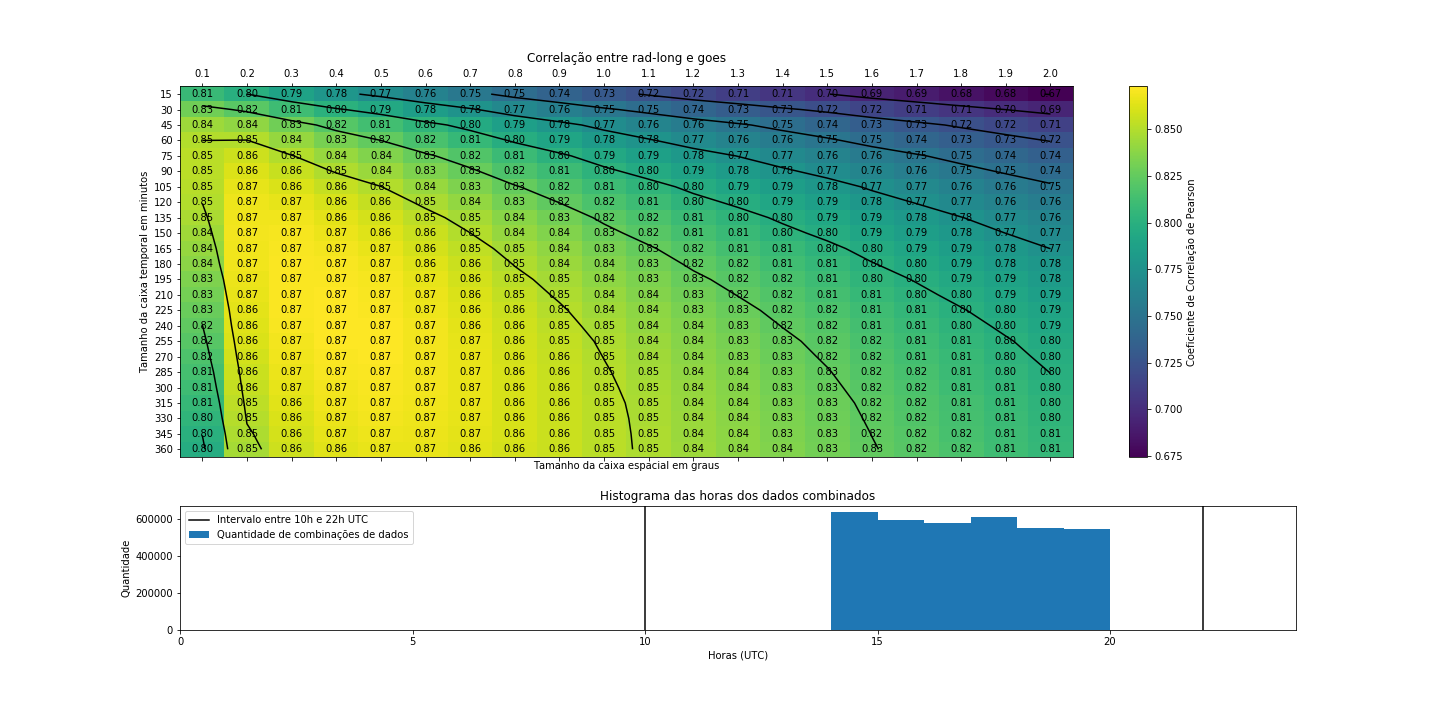 Correlação entre rad-long e goes
0.1 0.2 0.3 0.4 0.5 0.6 0.7 0.8 0.9 1.0 1.1 1.2 1.3 1.4 1.5 1.6 1.7 1.8 1.9 2.0
15 0.81 0.80 0.79 0.78 0.77 0.76 0.75 0.75 0.74 0.73 0.72 0.72 0.71 0.71 0.70 0.69 0.69 0.68 0.68 0.67
30 0.83 0.82 0.81 0.80 0.79 0.78 0.78 0.77 0.76 0.75 0.75 0.74 0.73 0.73 0.72 0.72 0.71 0.71 0.70 0.69
45 0.84 0.84 0.83 0.82 0.81 0.80 0.80 0.79 0.78 0.77 0.76 0.76 0.75 0.75 0.74 0.73 0.73 0.72 0.72 0.71
60 0.85 0.85 0.84 0.83 0.82 0.82 0.81 0.80 0.79 0.78 0.78 0.77 0.76 0.76 0.75 0.75 0.74 0.73 0.73 0.72
75 0.85 0.86 0.85 0.84 0.84 0.83 0.82 0.81 0.80 0.79 0.79 0.78 0.77 0.77 0.76 0.76 0.75 0.75 0.74 0.74
90 0.85 0.86 0.86 0.85 0.84 0.83 0.83 0.82 0.81 0.80 0.80 0.79 0.78 0.78 0.77 0.76 0.76 0.75 0.75 0.74
105 0.85 0.87 0.86 0.86 0.85 0.84 0.83 0.83 0.82 0.81 0.80 0.80 0.79 0.79 0.78 0.77 0.77 0.76 0.76 0.75
120 0.85 0.87 0.87 0.86 0.86 0.85 0.84 0.83 0.82 0.82 0.81 0.80 0.80 0.79 0.79 0.78 0.77 0.77 0.76 0.76
135 0.85 0.87 0.87 0.86 0.86 0.85 0.85 0.84 0.83 0.82 0.82 0.81 0.80 0.80 0.79 0.79 0.78 0.78 0.77 0.76
150 0.84 0.87 0.87 0.87 0.86 0.86 0.85 0.84 0.84 0.83 0.82 0.81 0.81 0.80 0.80 0.79 0.79 0.78 0.77 0.77
165 0.84 0.87 0.87 0.87 0.87 0.86 0.85 0.85 0.84 0.83 0.83 0.82 0.81 0.81 0.80 0.80 0.79 0.79 0.78 0.77
180 0.84 0.87 0.87 0.87 0.87 0.86 0.86 0.85 0.84 0.84 0.83 0.82 0.82 0.81 0.81 0.80 0.80 0.79 0.78 0.78
195 0.83 0.87 0.87 0.87 0.87 0.87 0.86 0.85 0.85 0.84 0.83 0.83 0.82 0.82 0.81 0.80 0.80 0.79 0.79 0.78
210 0.83 0.87 0.87 0.87 0.87 0.87 0.86 0.85 0.85 0.84 0.84 0.83 0.82 0.82 0.81 0.81 0.80 0.80 0.79 0.79
225 0.83 0.86 0.87 0.87 0.87 0.87 0.86 0.86 0.85 0.84 0.84 0.83 0.83 0.82 0.82 0.81 0.81 0.80 0.80 0.79
240 0.82 0.86 0.87 0.87 0.87 0.87 0.86 0.86 0.85 0.85 0.84 0.84 0.83 0.82 0.82 0.81 0.81 0.80 0.80 0.79
255 0.82 0.86 0.87 0.87 0.87 0.87 0.87 0.86 0.85 0.85 0.84 0.84 0.83 0.83 0.82 0.82 0.81 0.81 0.80 0.80
270 0.82 0.86 0.87 0.87 0.87 0.87 0.87 0.86 0.86 0.85 0.84 0.84 0.83 0.83 0.82 0.82 0.81 0.81 0.80 0.80
285 0.81 0.86 0.87 0.87 0.87 0.87 0.87 0.86 0.86 0.85 0.85 0.84 0.84 0.83 0.83 0.82 0.82 0.81 0.80 0.80
300 0.81 0.86 0.87 0.87 0.87 0.87 0.87 0.86 0.86 0.85 0.85 0.84 0.84 0.83 0.83 0.82 0.82 0.81 0.81 0.80
315 0.81 0.85 0.86 0.87 0.87 0.87 0.87 0.86 0.86 0.85 0.85 0.84 0.84 0.83 0.83 0.82 0.82 0.81 0.81 0.80
330 0.80 0.85 0.86 0.87 0.87 0.87 0.87 0.86 0.86 0.85 0.85 0.84 0.84 0.83 0.83 0.82 0.82 0.81 0.81 0.80
345 0.80 0.85 0.86 0.87 0.87 0.87 0.87 0.86 0.86 0.85 0.85 0.84 0.84 0.83 0.83 0.82 0.82 0.82 0.81 0.81
360 0.80 0.85 0.86 0.87 0.87 0.86 0.86 0.86 0.86 0.85 0.85 0.84 0.84 0.83 0.83 0.83 0.82 0.82 0.81 0.81
Tamanho da caixa temporal em minutos
Tamanho da caixa espacial em graus
0.850
0.825
0.800
0.775
0.750
0.725
0.700
0.675
Coeficiente de Correlação de Pearson
Histograma das horas dos dados combinados
Intervalo entre 10h e 22h UTC
Quantidade de combinações de dados
600000
400000
200000
0
Quantidade
0 5 10 15 20
Horas (UTC)